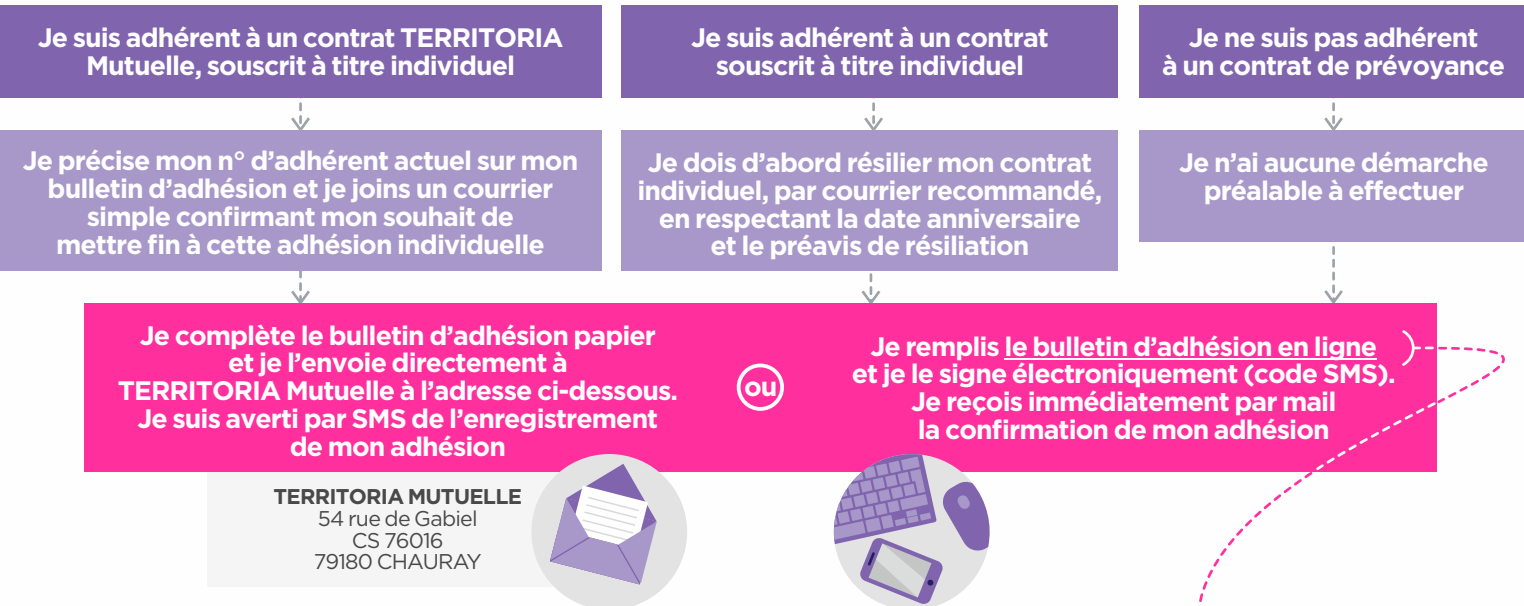 Je suis adhérent à un contrat TERRITORIA
Mutuelle, souscrit à titre individuel
Je suis adhérent à un contrat
souscrit à titre individuel
Je ne suis pas adhérent
à un contrat de prévoyance
Je précise mon n° d’adhérent actuel sur mon
bulletin d’adhésion et je joins un courrier
simple confirmant mon souhait de
mettre fin à cette adhésion individuelle
Je dois d’abord résilier mon contrat
individuel, par courrier recommandé,
en respectant la date anniversaire
et le préavis de résiliation
Je n’ai aucune démarche
préalable à effectuer
Je complète le bulletin d’adhésion papier
et je l’envoie directement à
TERRITORIA Mutuelle à l’adresse ci-dessous.
Je suis averti par SMS de l’enregistrement
de mon adhésion
ou
Je remplis le bulletin d’adhésion en ligne
et je le signe électroniquement (code SMS).
Je reçois immédiatement par mail
la confirmation de mon adhésion
TERRITORIA MUTUELLE
54 rue de Gabiel
CS 76016
79180 CHAURAY